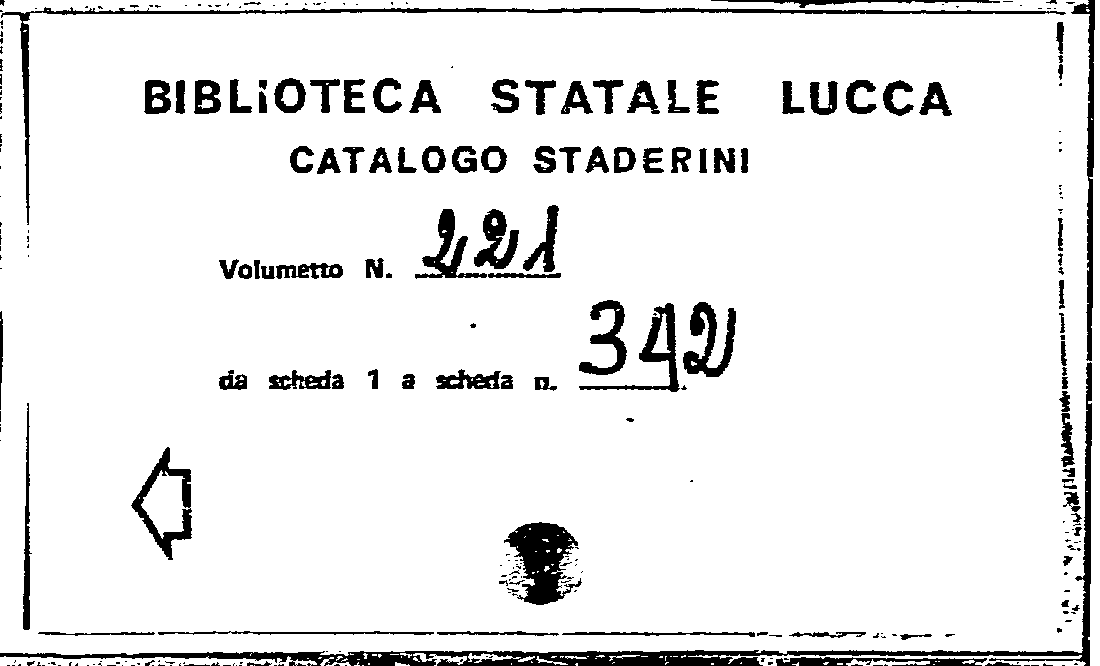 BIBLIOTECA STATALE LUCCA
CATALOGO STADERINI
Volumetto N. 221
da scheda 1 a scheda n. 342